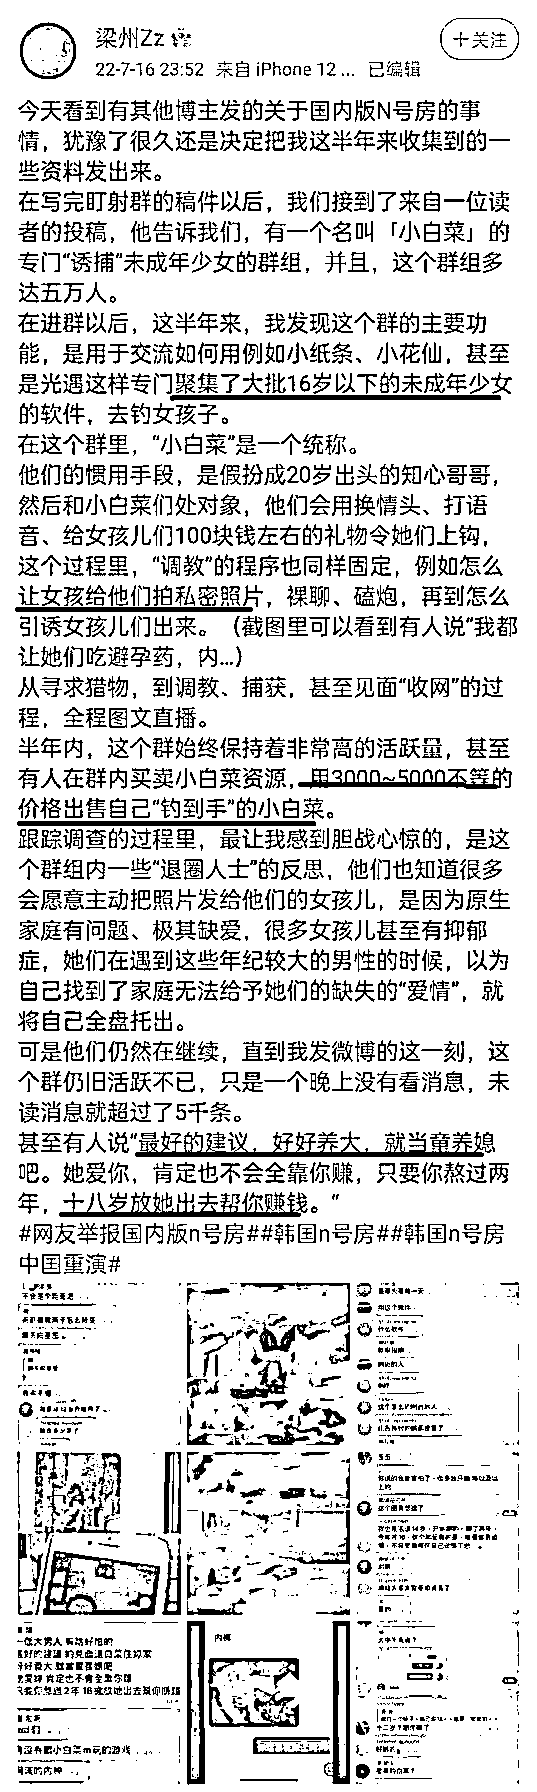 梁州Zz
+关注
22-7-16 23:52 来自 iPhone 12 ... 已编辑
今天看到有其他博主发的关于国内版N号房的事
情，犹豫了很久还是决定把我这半年来收集到的一
些资料发出来。
在写完盯射群的稿件以后，我们接到了来自一位读
者的投稿，他告诉我们，有一个名叫「小白菜」的
专门“诱捕”未成年少女的群组，并且，这个群组多
达五万人。
在进群以后，这半年来，我发现这个群的主要功
能，是用于交流如何用例如小纸条、小花仙，甚至
是光遇这样专门聚集了大批16岁以下的未成年少女
的软件，去钓女孩子。
在这个群里，“小白菜”是一个统称。
他们的惯用手段，是假扮成20岁出头的知心哥哥，
然后和小白菜们处对象，他们会用换情头、打语
音、给女孩儿们100块钱左右的礼物令她们上钩，
这个过程里，“调教”的程序也同样固定，例如怎么
让女孩给他们拍私密照片，裸聊、磕炮，再到怎么
引诱女孩儿们出来。（截图里可以看到有人说“我都
让她们吃避孕药，内...）
从寻求猎物，到调教、捕获，甚至见面“收网”的过
程，全程图文直播。
半年内，这个群始终保持着非常高的活跃量，甚至
有人在群内买卖小白菜资源，用3000~5000不等的
价格出售自己“钓到手”的小白菜。
跟踪调查的过程里，最让我感到胆战心惊的，是这
个群组内一些“退圈人士”的反思，他们也知道很多
会愿意主动把照片发给他们的女孩儿，是因为原生
家庭有问题、极其缺爱，很多女孩儿甚至有抑郁
症，她们在遇到这些年纪较大的男性的时候，以为
自己找到了家庭无法给予她们的缺失的“爱情”，就
将自己全盘托出。
可是他们仍然在继续，直到我发微博的这一刻，这
个群仍旧活跃不已，只是一个晚上没有看消息，未
读消息就超过了5千条。
甚至有人说“最好的建议，好好养大，就当童养媳
吧。她爱你，肯定也不会全靠你赚，只要你熬过两
年，十八岁放她出去帮你赚钱。”
#网友举报国内版n号房##韩国n号房##韩国n号房
中国重演#
内裤